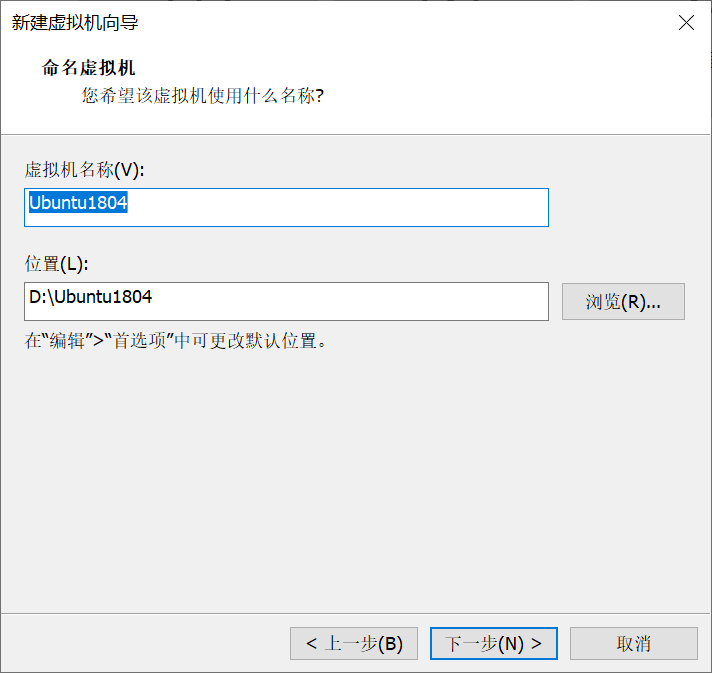 新建虚拟机向导
命名虚拟机
您希望该虚拟机使用什么名称?
虚拟机名称(V):
Ubuntu1804
位置(L):
D:\Ubuntu1804
浏览(R)...
在“编辑”>“首选项”中可更改默认位置。
< 上一步(B)
下一步(N) >
取消